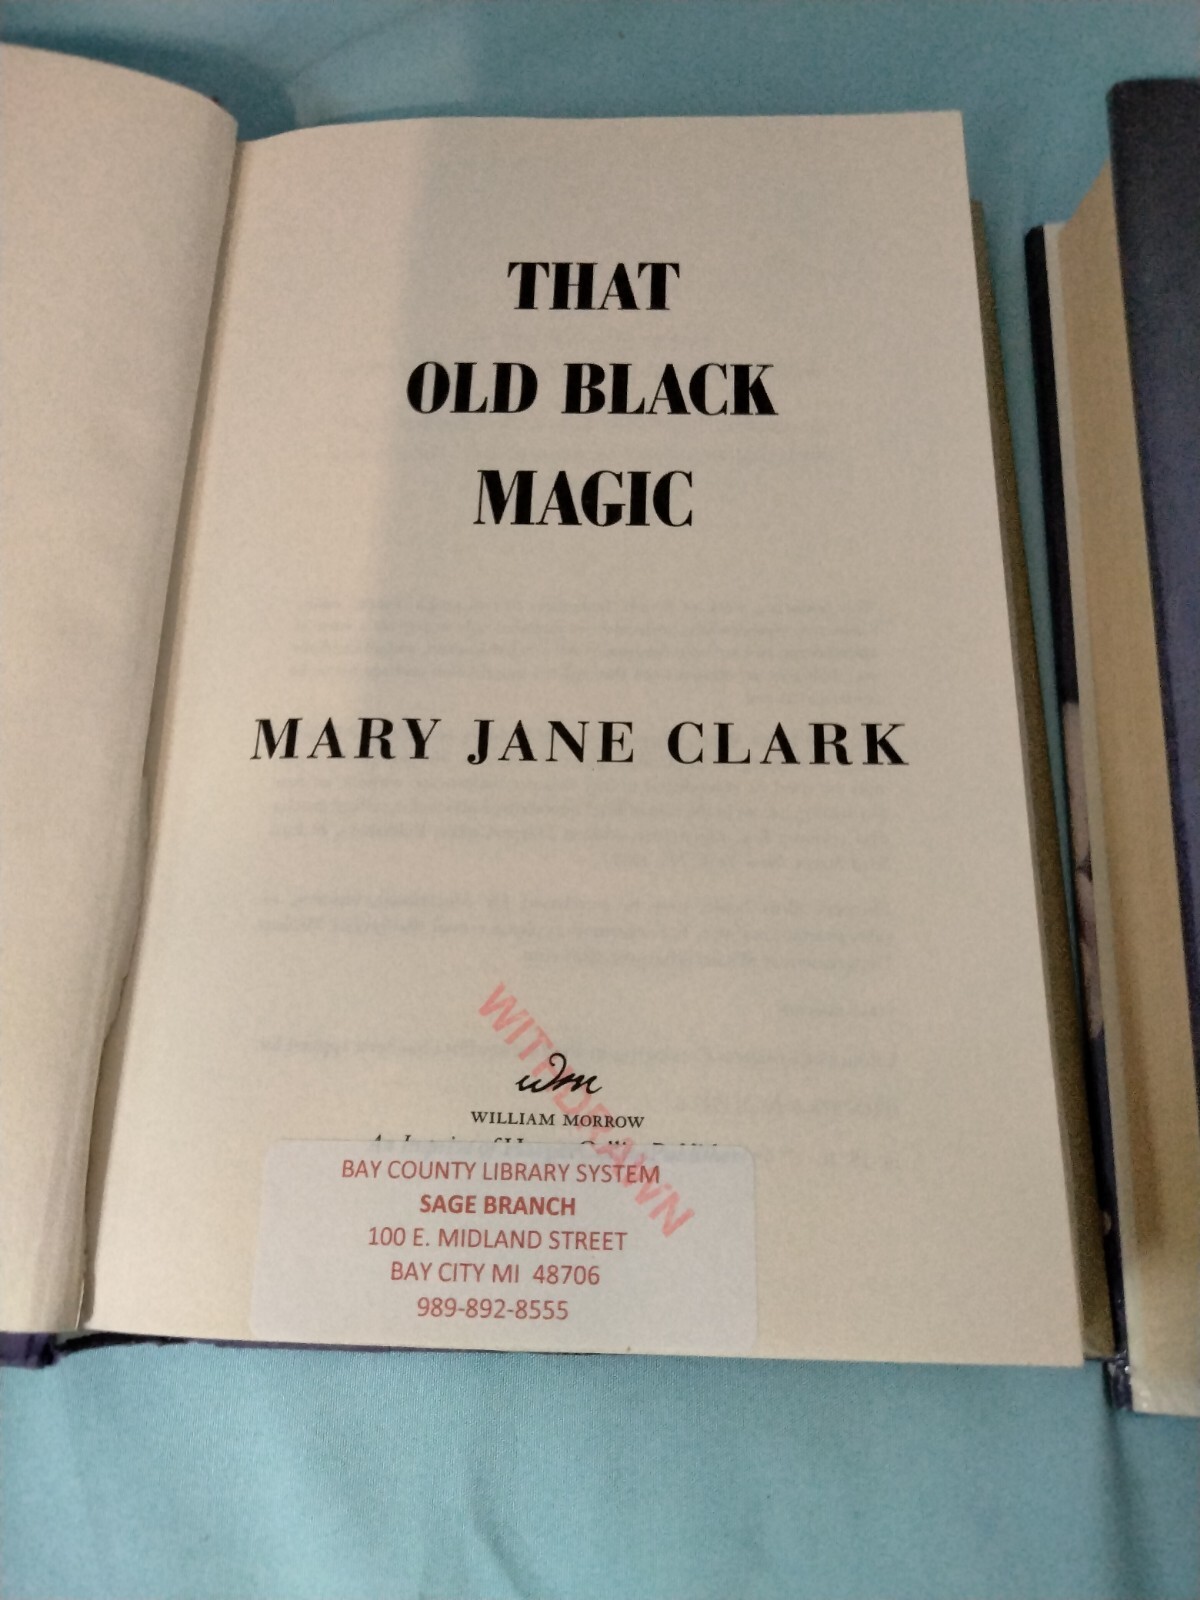 THAT
OLD BLACK
MAGIC
MARY JANE CLARK
WITHDRAWN
wm
WILLIAM MORROW
BAY COUNTY LIBRARY SYSTEM
SAGE BRANCH
100 E. MIDLAND STREET
BAY CITY MI 48706
989-892-8555